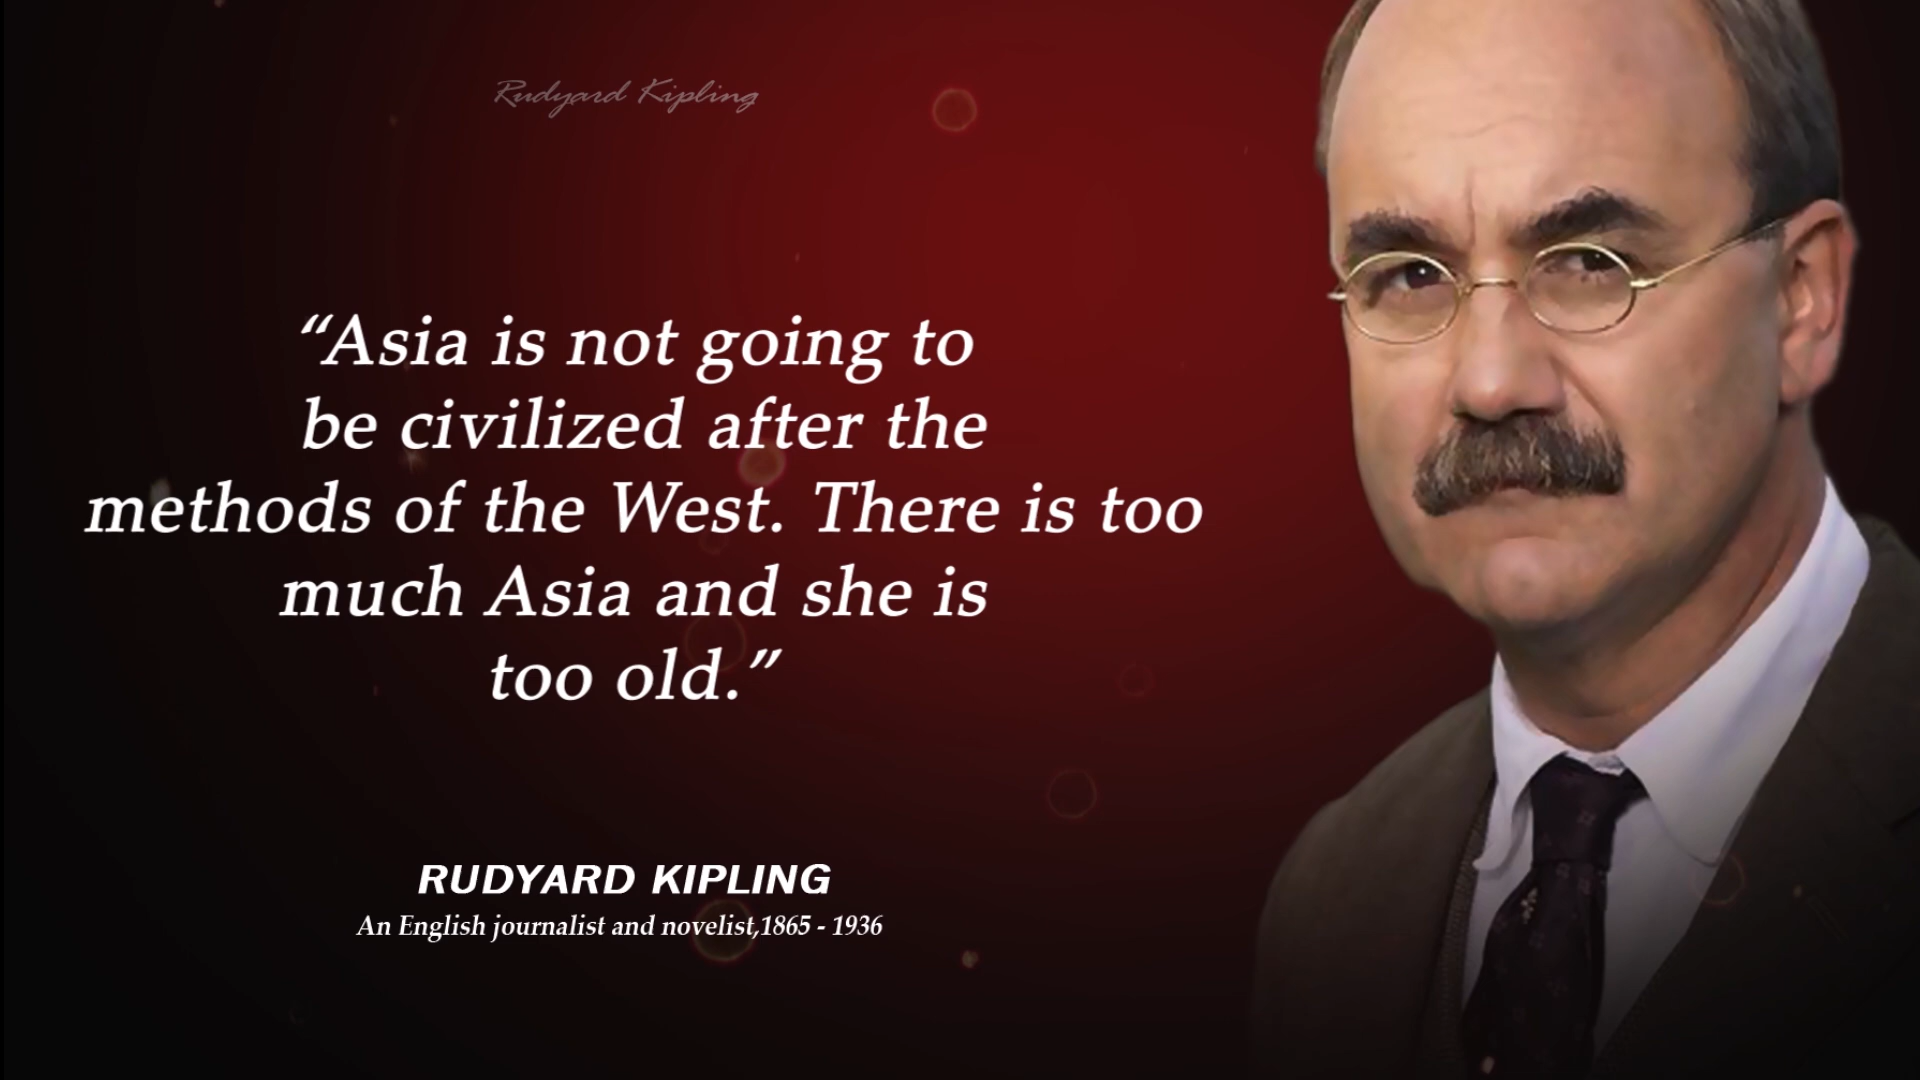 Rudyard Kipling
“Asia is not going to
be civilized after the
methods of the West. There is too
much Asia and she is
too old.”
RUDYARD KIPLING
An English journalist and novelist,1865 - 1936